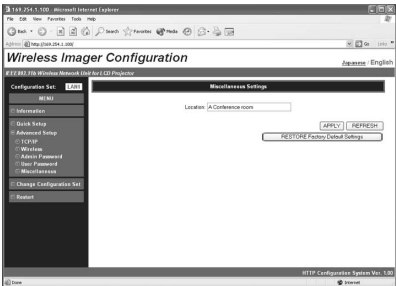 169.254.1.100/ - Microsoft Internet Explorer
File Edit View Favorites Tools Help
Back Search Favorites Media
Address http://169.254.1.100/ Go Links
Wireless Imager Configuration
Japanese / English
IEEE802.11b Wireless Network Unit for LCD Projector
Configuration Set: LAN1
MENU
Information
Quick Setup
Advanced Setup
TCP/IP
Wireless
Admin Password
User Password
Miscellaneous
Change Configuration Set
Restart
Miscellaneous Settings
Location A Conference room
APPLY REFRESH
RESTORE Factory Default Settings
HTTP Configuration System Ver. 1.00
Done Internet